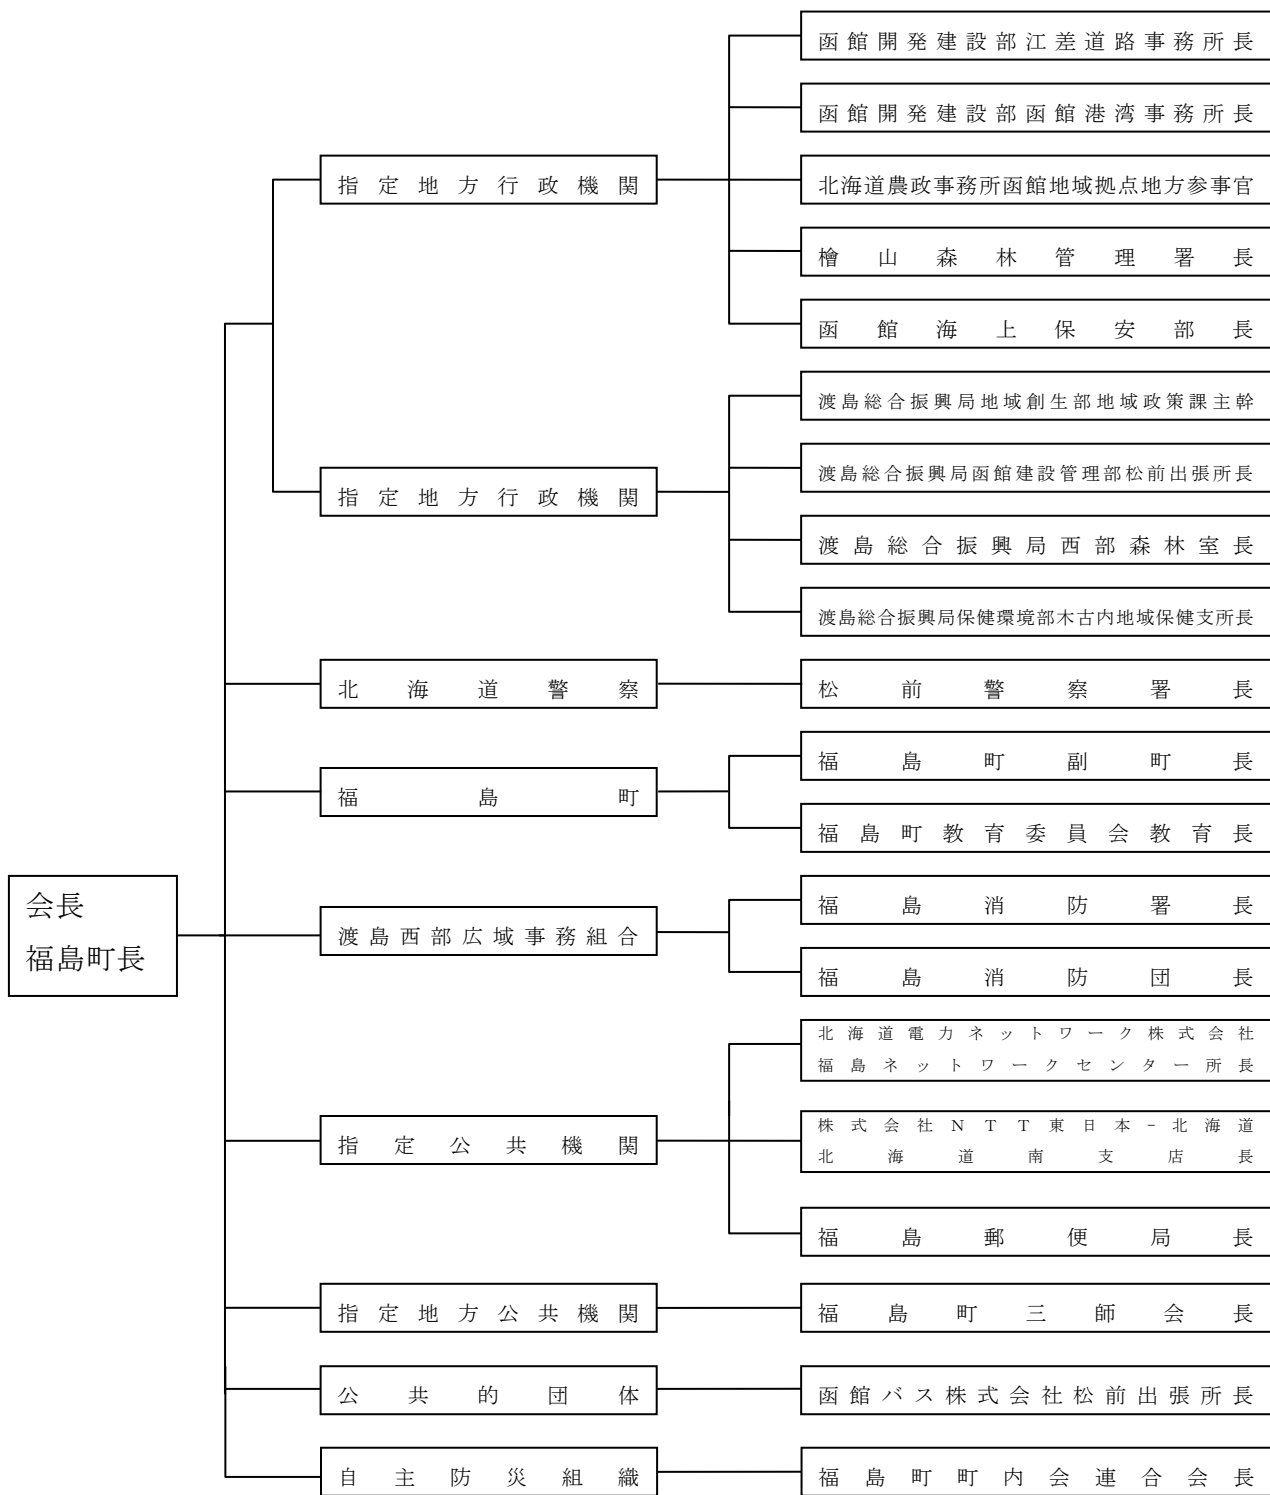 会長
福島町長
指定地方行政機関
函館開発建設部江差道路事務所長
函館開発建設部函館港湾事務所長
北海道農政事務所函館地域拠点地方参事官
檜山森林管理署長
函館海上保安部長
指定地方行政機関
渡島総合振興局地域創生部地域政策課主幹
渡島総合振興局函館建設管理部松前出張所長
渡島総合振興局西部森林室長
渡島総合振興局保健環境部木古内地域保健支所長
北海道警察
松前警察署長
福島町
福島町副町長
福島町教育委員会教育長
渡島西部広域事務組合
福島消防署長
福島消防団長
指定公共機関
北海道電力ネットワーク株式会社
福島ネットワークセンター所長
株式会社NTT東日本-北海道
北海道南支店長
福島郵便局長
指定地方公共機関
福島町三師会長
公共的団体
函館バス株式会社松前出張所長
自主防災組織
福島町町内会連合会長